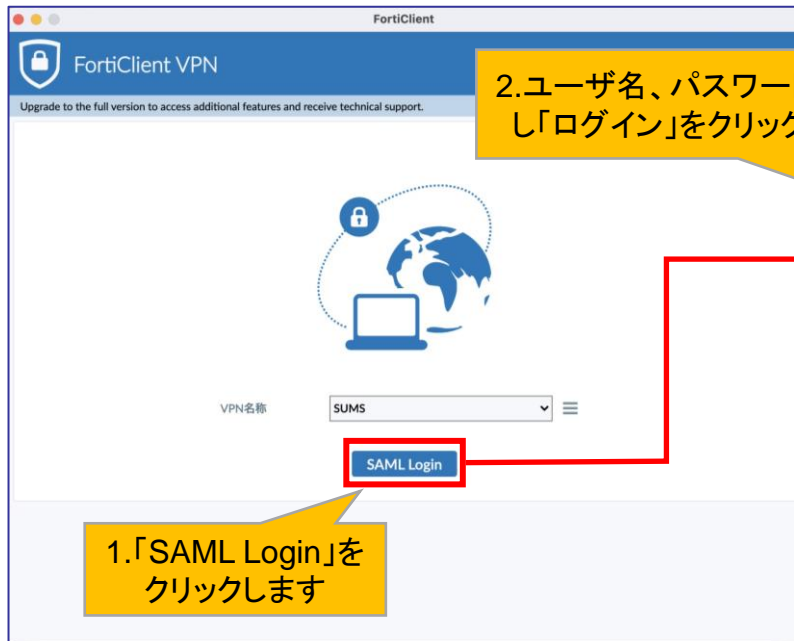 FortiClient
FortiClient VPN
Upgrade to the full version to access additional features and receive technical support.
2.ユーザ名、パスワー
し「ログイン」をクリック
VPN名称
SUMS
SAML Login
1.「SAML Login」を
クリックします